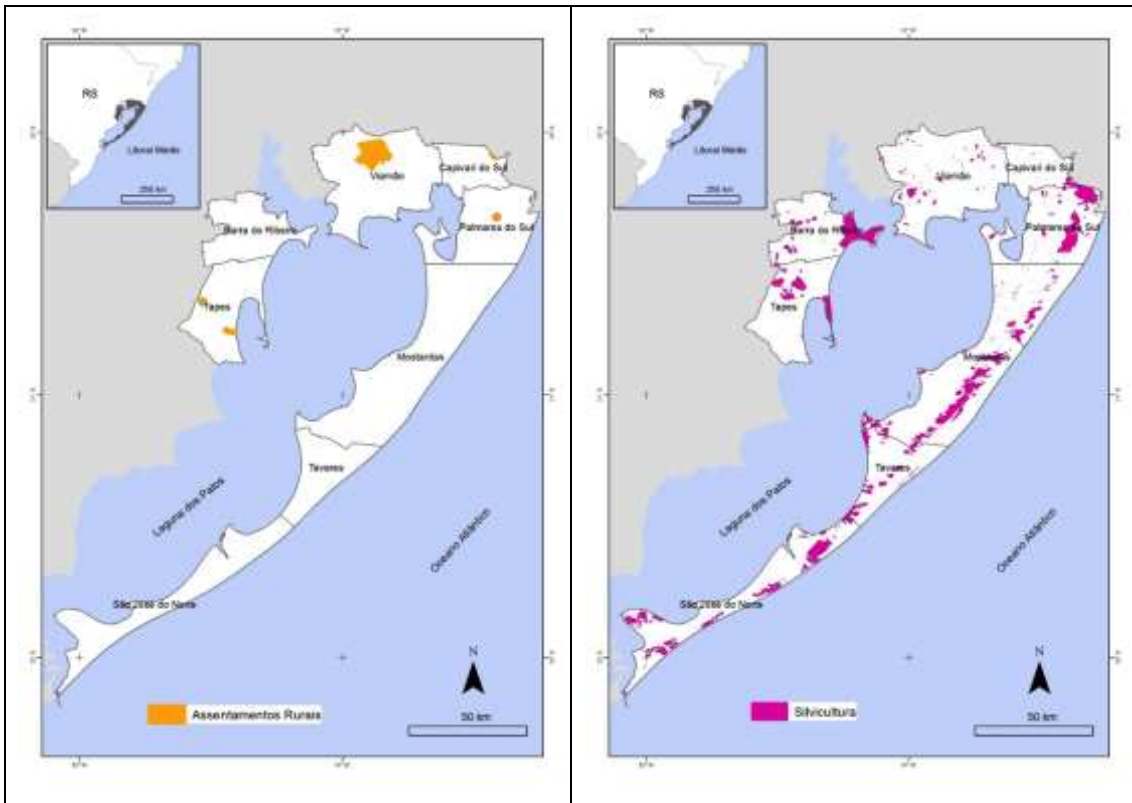 RS
Litoral Médio
250 km
Viamão
Capivari do Sul
Barra do Ribeiro
Palmares do Sul
Tapes
Mostardas
Tavares
Laguna dos Patos
Oceano Atlântico
São José do Norte
N
Assentamentos Rurais
50 km
RS
Litoral Médio
250 km
Viamão
Capivari do Sul
Barra do Ribeiro
Palmares do Sul
Tapes
Mostardas
Tavares
Laguna dos Patos
Oceano Atlântico
São José do Norte
N
Silvicultura
50 km